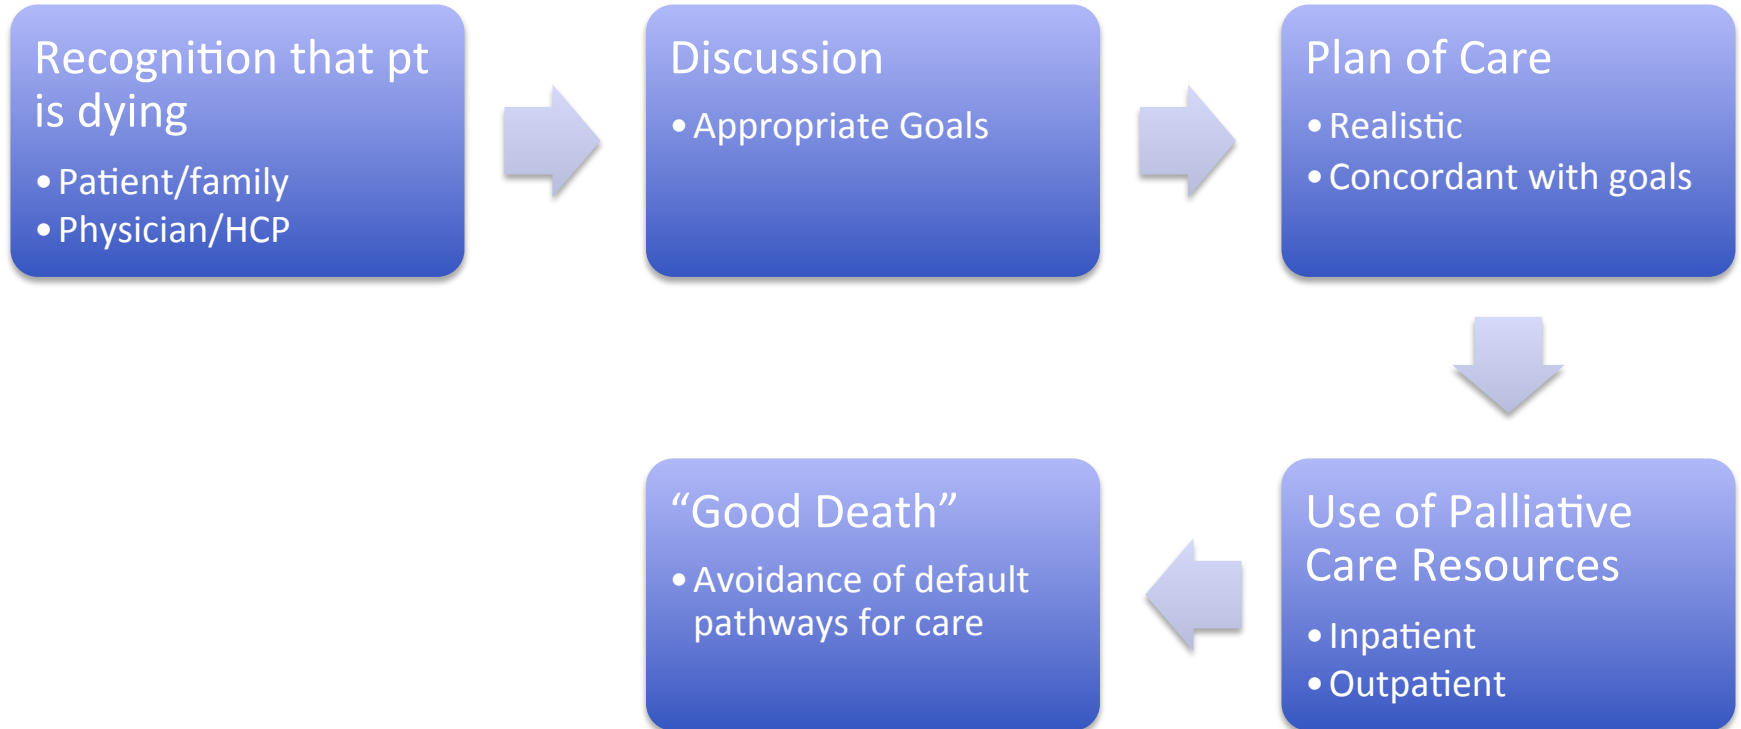 Recognition that pt
is dying
• Patient/family
• Physician/HCP
Discussion
• Appropriate Goals
Plan of Care
• Realistic
• Concordant with goals
“Good Death”
• Avoidance of default
pathways for care
Use of Palliative
Care Resources
• Inpatient
• Outpatient